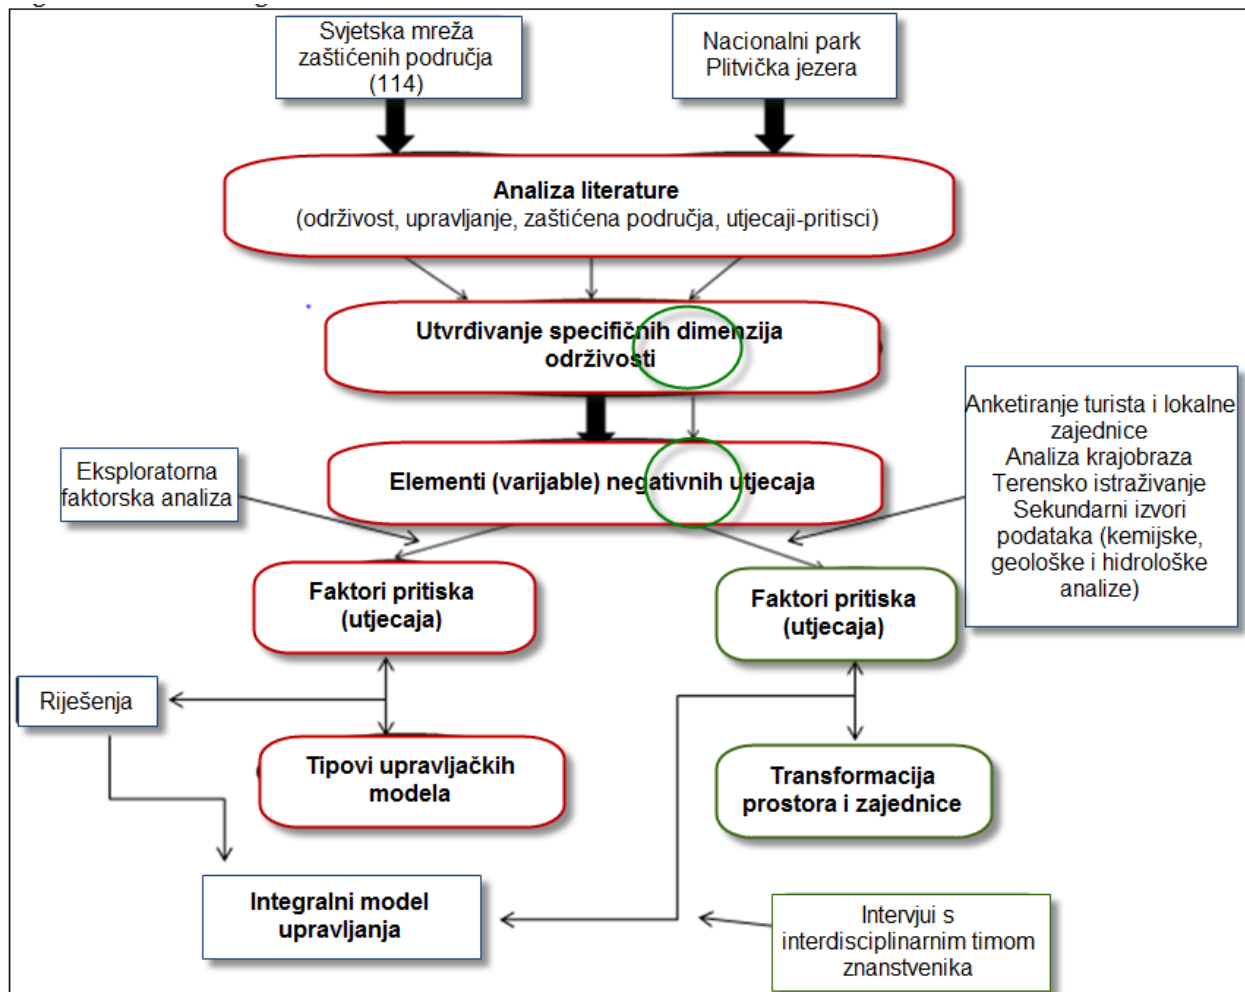 Svjetska mreža
zaštićenih područja
(114)
Nacionalni park
Plitvička jezera
Analiza literature
(održivost, upravljanje, zaštićena područja, utjecaji-pritisci)
Utvrđivanje specifičnih dimenzija
održivosti
Anketiranje turista i lokalne
zajednice
Analiza krajobraza
Terensko istraživanje
Sekundarni izvori
podataka (kemijske,
geološke i hidrološke
analize)
Eksploratorna
faktorska analiza
Elementi (varijable) negativnih utjecaja
Faktori pritiska
(utjecaja)
Faktori pritiska
(utjecaja)
Riješenja
Tipovi upravljačkih
modela
Transformacija
prostora i zajednice
Integralni model
upravljanja
Intervjui s
interdisciplinarnim timom
znanstvenika